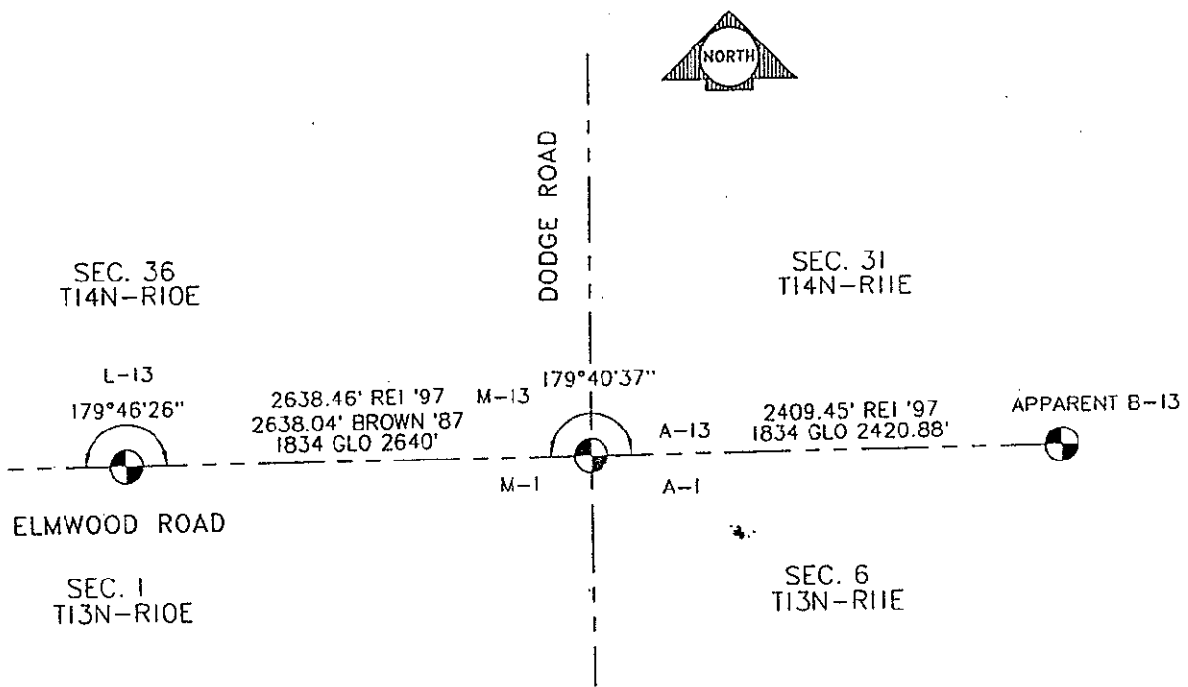 NORTH
DODGE ROAD
SEC. 36
T14N-R10E
SEC. 31
T14N-R11E
L-13
179°46'26"
2638.46' REI '97
2638.04' BROWN '87
1834 GLO 2640'
M-13
179°40'37"
A-13
2409.45' REI '97
1834 GLO 2420.88'
APPARENT B-13
M-1
A-1
ELMWOOD ROAD
SEC. 1
T13N-R10E
SEC. 6
T13N-R11E